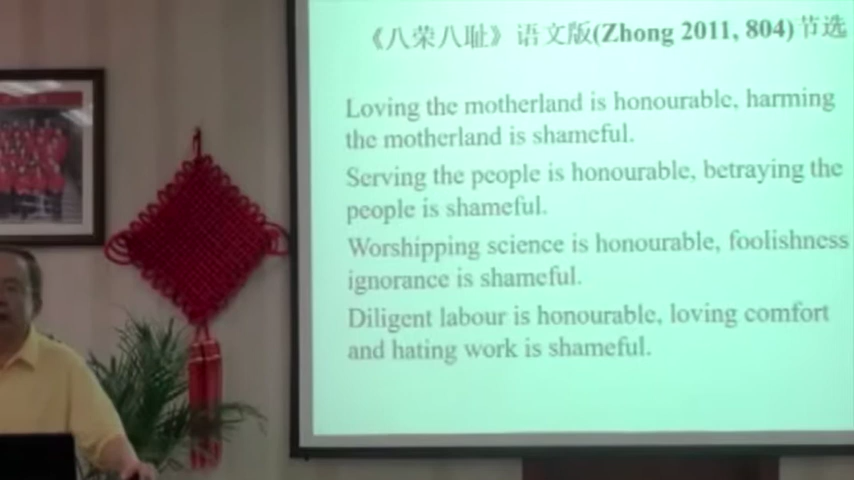 《八荣八耻》语文版(Zhong 2011, 804)节选
Loving the motherland is honourable, harming
the motherland is shameful.
Serving the people is honourable, betraying the
people is shameful.
Worshipping science is honourable, foolishness
ignorance is shameful.
Diligent labour is honourable, loving comfort
and hating work is shameful.